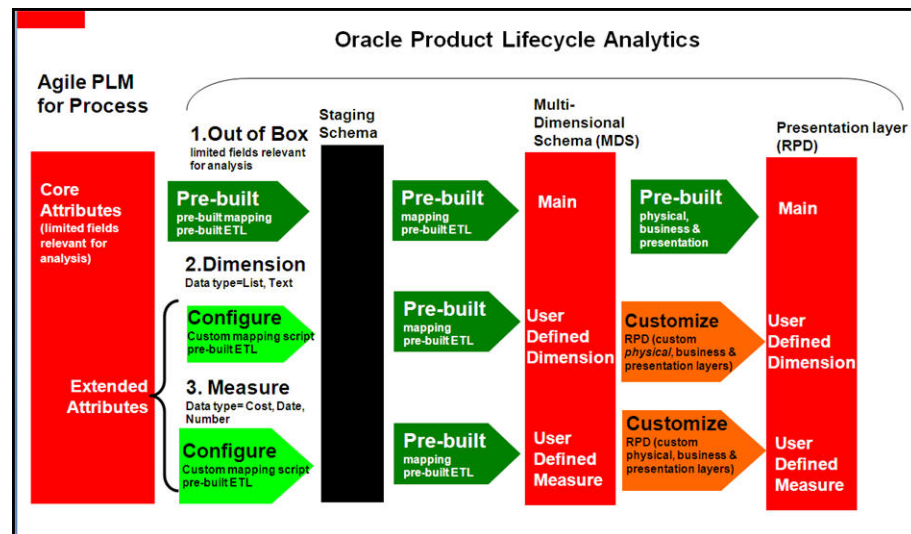 Oracle Product Lifecycle Analytics
Agile PLM
for Process
Core
Attributes
(limited fields
relevant for
analysis)
Extended
Attributes
1.Out of Box
limited fields relevant
for analysis
Pre-built
pre-built mapping
pre-built ETL
2.Dimension
Data type=List, Text
Configure
Custom mapping script
pre-built ETL
3. Measure
Data type= Cost, Date,
Number
Configure
Custom mapping script
pre-built ETL
Staging
Schema
Pre-built
mapping
pre-built ETL
Pre-built
mapping
pre-built ETL
Pre-built
mapping
pre-built ETL
Multi-
Dimensional
Schema (MDS)
Main
User
Defined
Dimension
User
Defined
Measure
Pre-built
physical,
business &
presentation
Customize
RPD (custom
physical, business &
presentation layers)
Customize
RPD (custom
physical, business &
presentation layers)
Presentation layer
(RPD)
Main
User
Defined
Dimension
User
Defined
Measure